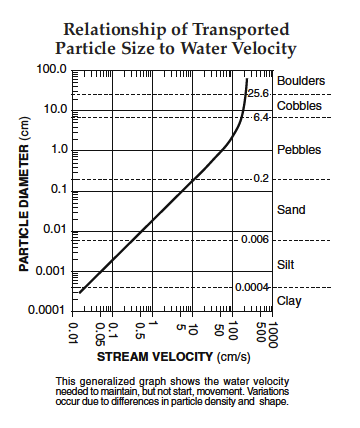 Relationship of Transported
Particle Size to Water Velocity
100.0
10.0
1.0
0.1
0.01
0.001
0.0001
PARTICLE DIAMETER (cm)
25.6
6.4
0.2
0.006
0.0004
Boulders
Cobbles
Pebbles
Sand
Silt
Clay
0.01
0.05
0.1
0.5
1
5
10
50
100
500
1000
STREAM VELOCITY (cm/s)
This generalized graph shows the water velocity
needed to maintain, but not start, movement. Variations
occur due to differences in particle density and shape.